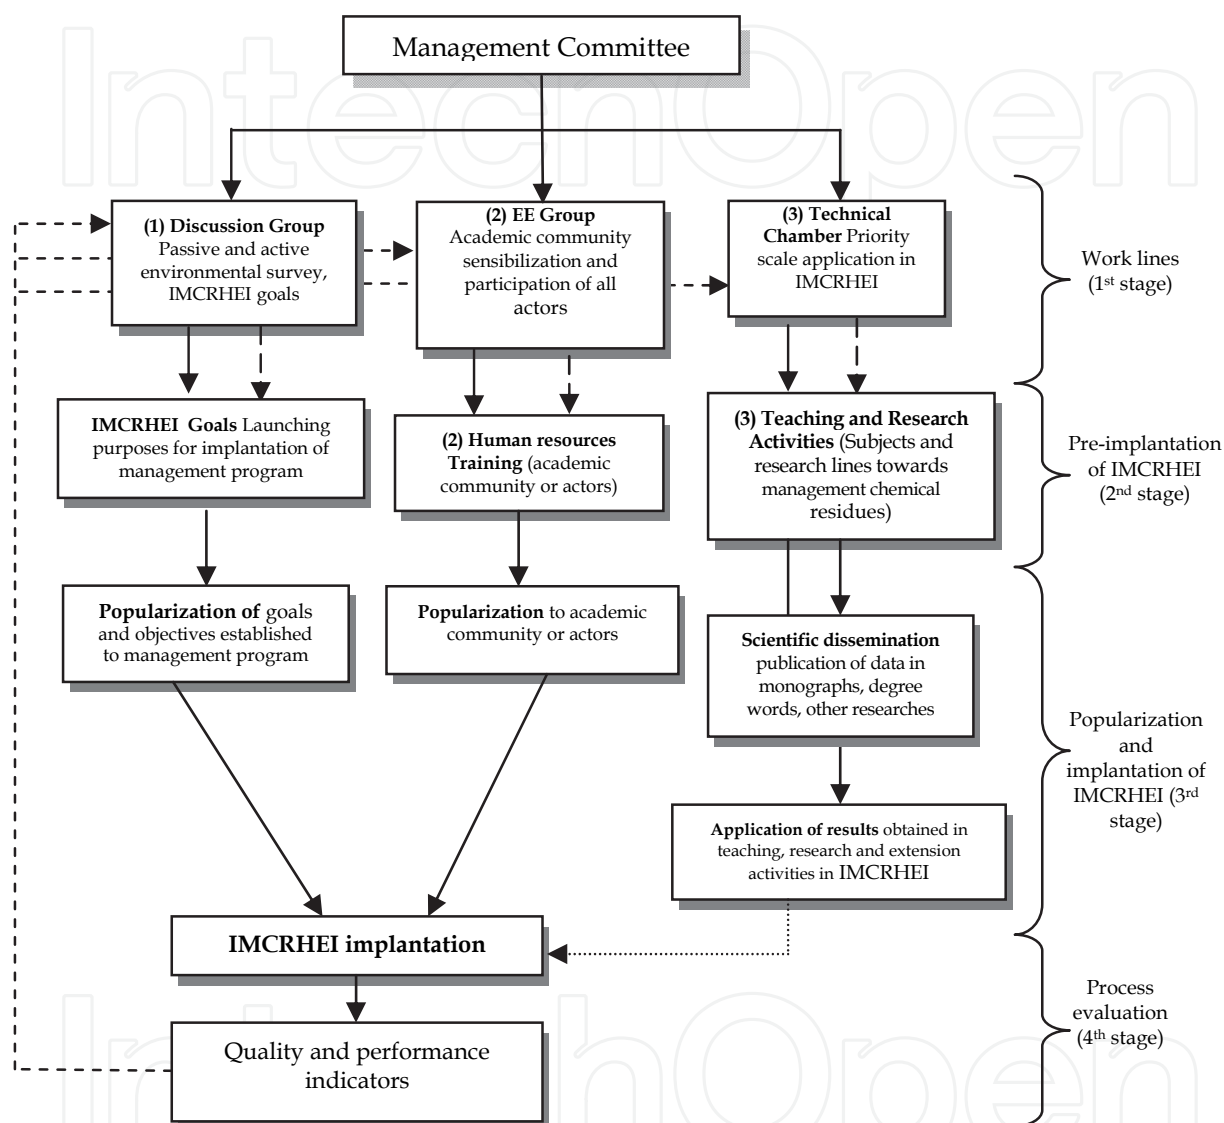 IntechOpen
Management Committee
(1) Discussion Group
Passive and active
environmental survey,
IMCRHEI goals
(2) EE Group
Academic community
sensibilization and
participation of all
actors
(3) Technical
Chamber Priority
scale application in
IMCRHEI
Work lines
(1st stage)
IMCRHEI Goals Launching
purposes for implantation of
management program
(2) Human resources
Training (academic
community or actors)
(3) Teaching and Research
Activities (Subjects and
research lines towards
management chemical
residues)
Pre-implantation
of IMCRHEI
(2nd stage)
Popularization of goals
and objectives established
to management program
Popularization to academic
community or actors
Scientific dissemination
publication of data in
monographs, degree
words, other researches
Application of results obtained in
teaching, research and extension
activities in IMCRHEI
Popularization
and
implantation of
IMCRHEI (3rd
stage)
IMCRHEI implantation
Quality and performance
indicators
Process
evaluation
(4th stage)
IntechOpen